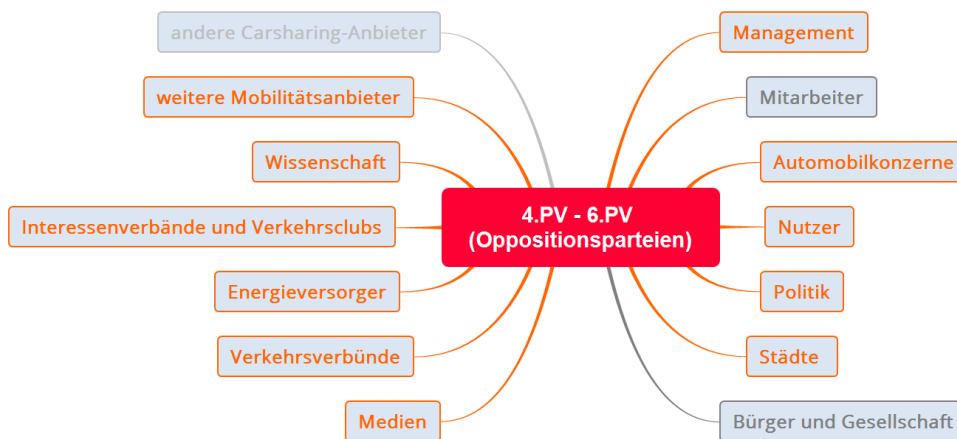 andere Carsharing-Anbieter
weitere Mobilitätsanbieter
Wissenschaft
Interessenverbände und Verkehrsclubs
Energieversorger
Verkehrsverbünde
Medien
4.PV - 6.PV
(Oppositionsparteien)
Management
Mitarbeiter
Automobilkonzerne
Nutzer
Politik
Städte
Bürger und Gesellschaft